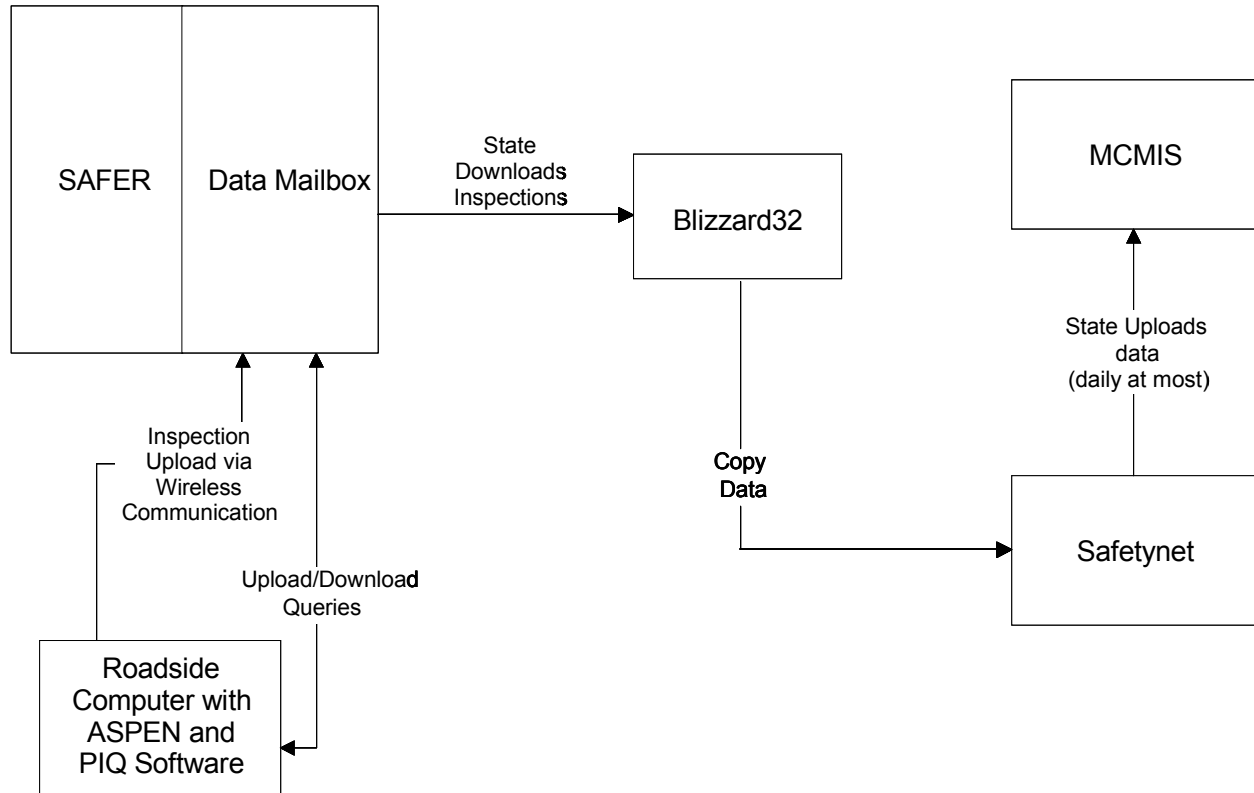 SAFER
Data Mailbox
State
Downloads
Inspections
Blizzard32
MCMIS
State Uploads
data
(daily at most)
Inspection
Upload via
Wireless
Communication
Copy
Data
Safetynet
Upload/Download
Queries
Roadside
Computer with
ASPEN and
PIQ Software